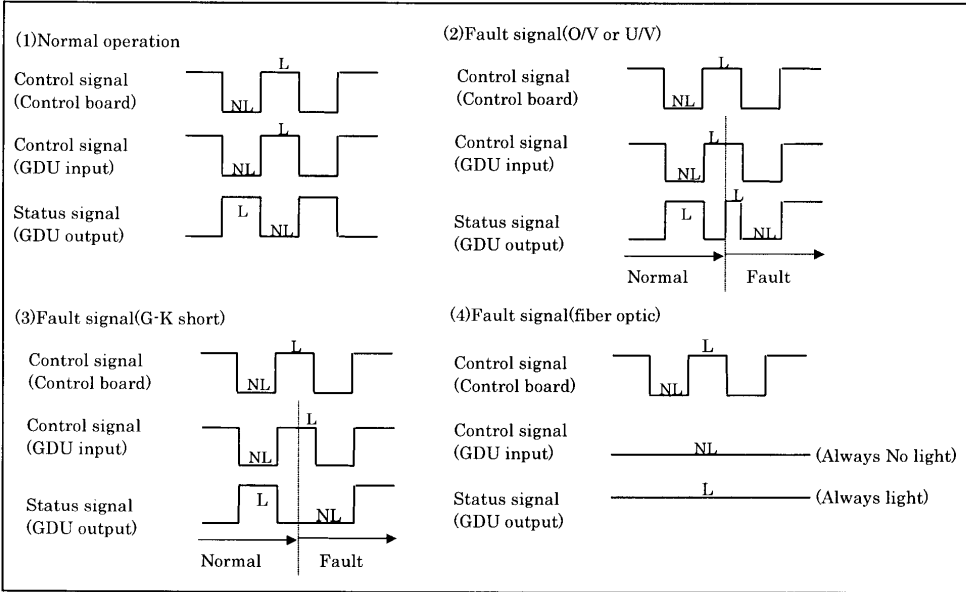 (1)Normal operation
Control signal
(Control board)
NL
L
Control signal
(GDU input)
NL
L
Status signal
(GDU output)
L
NL
(2)Fault signal(O/V or U/V)
Control signal
(Control board)
NL
L
Control signal
(GDU input)
NL
L
Status signal
(GDU output)
L
L
NL
Normal
Fault
(3)Fault signal(G-K short)
Control signal
(Control board)
NL
L
Control signal
(GDU input)
NL
L
Status signal
(GDU output)
L
NL
Normal
Fault
(4)Fault signal(fiber optic)
Control signal
(Control board)
NL
L
Control signal
(GDU input)
NL
(Always No light)
Status signal
(GDU output)
L
(Always light)